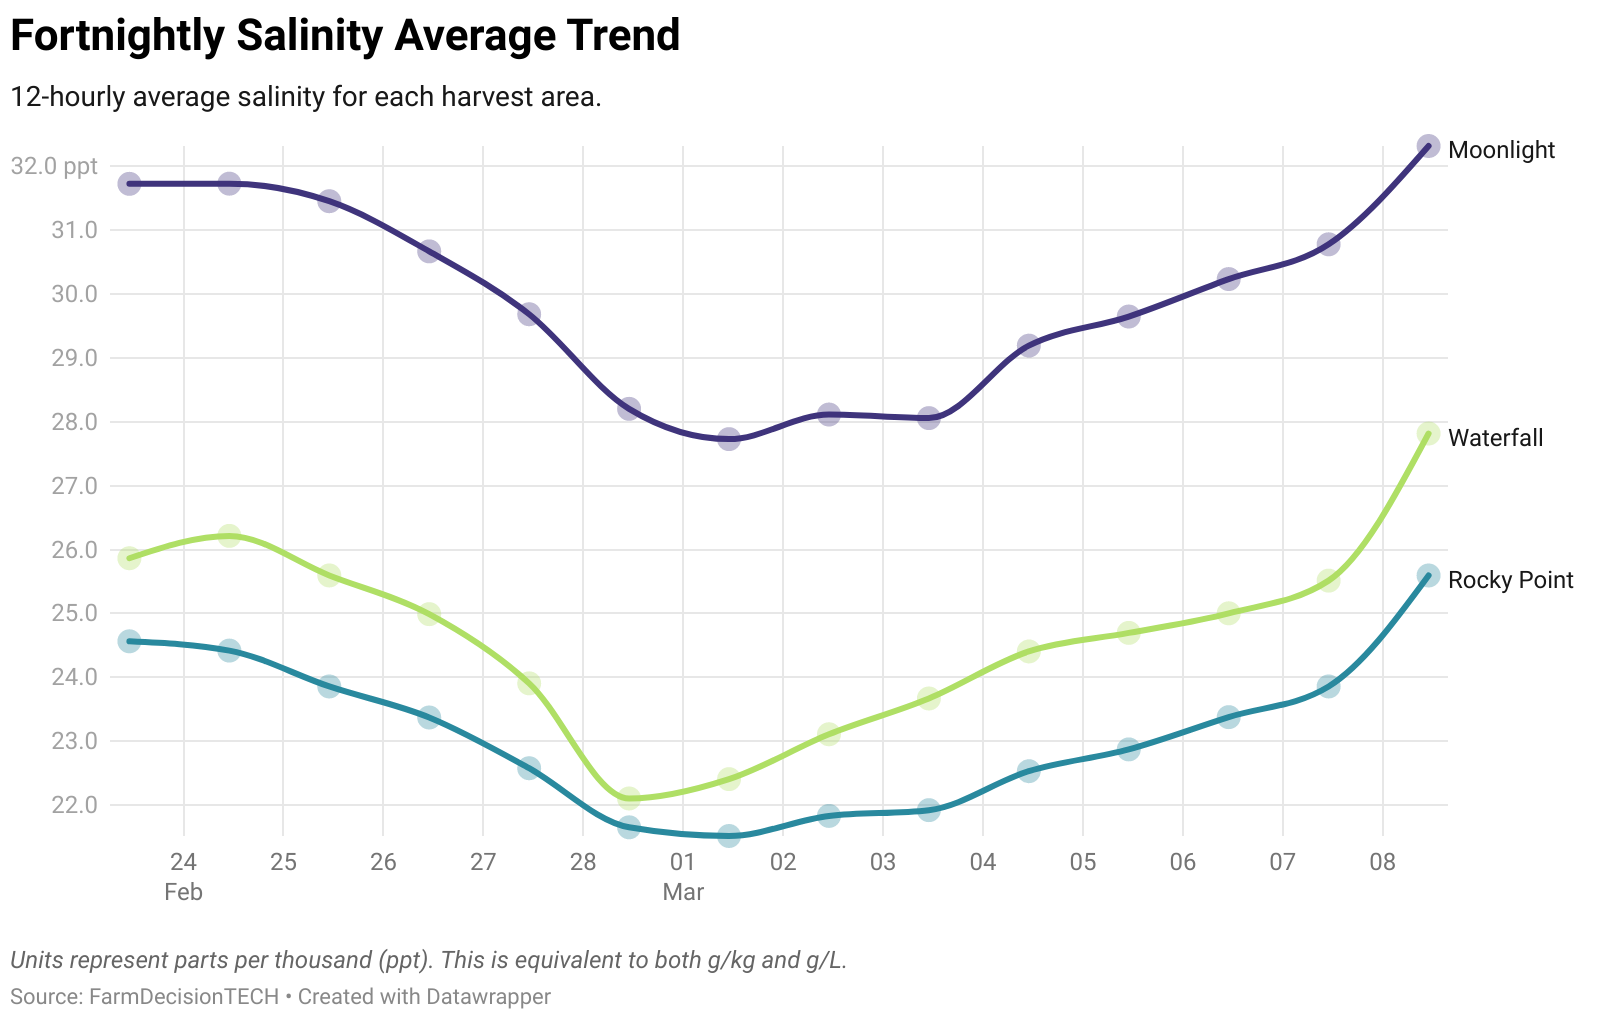 Fortnightly Salinity Average Trend
12-hourly average salinity for each harvest area.
32.0 ppt
31.0
30.0
29.0
28.0
27.0
26.0
25.0
24.0
23.0
22.0
Moonlight
Waterfall
Rocky Point
24 25 26 27 28 01 02 03 04 05 06 07 08
Feb Mar
Units represent parts per thousand (ppt). This is equivalent to both g/kg and g/L.
Source: FarmDecisionTECH • Created with Datawrapper